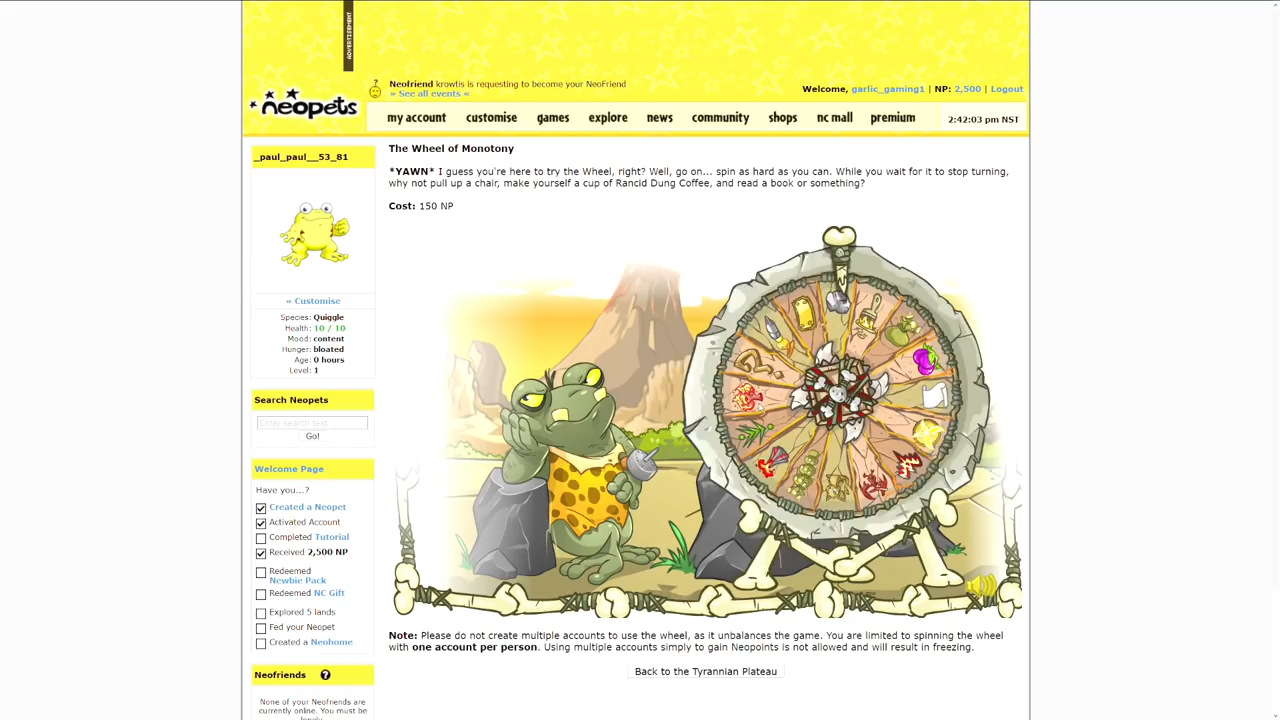 ADVERTISEMENT
Neofriend krowtis is requesting to become your NeoFriend
» See all events «
Welcome, garlic_gaming1 | NP: 2,500 | Logout
neopets
my account customise games explore news community shops nc mall premium 2:42:03 pm NST
_paul_paul__53_81
» Customise
Species: Quiggle
Health: 10 / 10
Mood: content
Hunger: bloated
Age: 0 hours
Level: 1
Search Neopets
Enter search text
Go!
Welcome Page
Have you...?
Created a Neopet
Activated Account
Completed Tutorial
Received 2,500 NP
Redeemed
Newbie Pack
Redeemed NC Gift
Explored 5 lands
Fed your Neopet
Created a Neohome
Neofriends ?
None of your Neofriends are
currently online. You must be
lonely
The Wheel of Monotony
*YAWN* I guess you're here to try the Wheel, right? Well, go on... spin as hard as you can. While you wait for it to stop turning,
why not pull up a chair, make yourself a cup of Rancid Dung Coffee, and read a book or something?
Cost: 150 NP
Note: Please do not create multiple accounts to use the wheel, as it unbalances the game. You are limited to spinning the wheel
with one account per person. Using multiple accounts simply to gain Neopoints is not allowed and will result in freezing.
Back to the Tyrannian Plateau